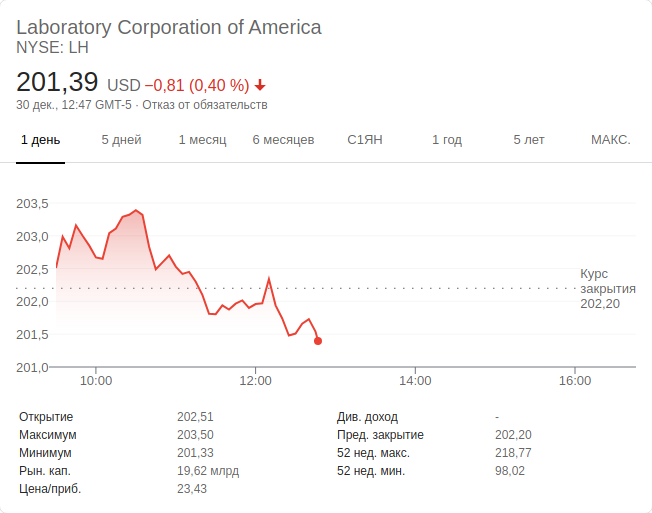 Laboratory Corporation of America
NYSE: LH
201,39 USD −0,81 (0,40 %)
30 дек., 12:47 GMT-5 · Отказ от обязательств
1 день 5 дней 1 месяц 6 месяцев С1ЯН 1 год 5 лет МАКС.
203,5
203,0
202,5
202,0
201,5
201,0
Курс
закрытия
202,20
10:00 12:00 14:00 16:00
Открытие 202,51 Див. доход -
Максимум 203,50 Пред. закрытие 202,20
Минимум 201,33 52 нед. макс. 218,77
Рын. кап. 19,62 млрд 52 нед. мин. 98,02
Цена/приб. 23,43